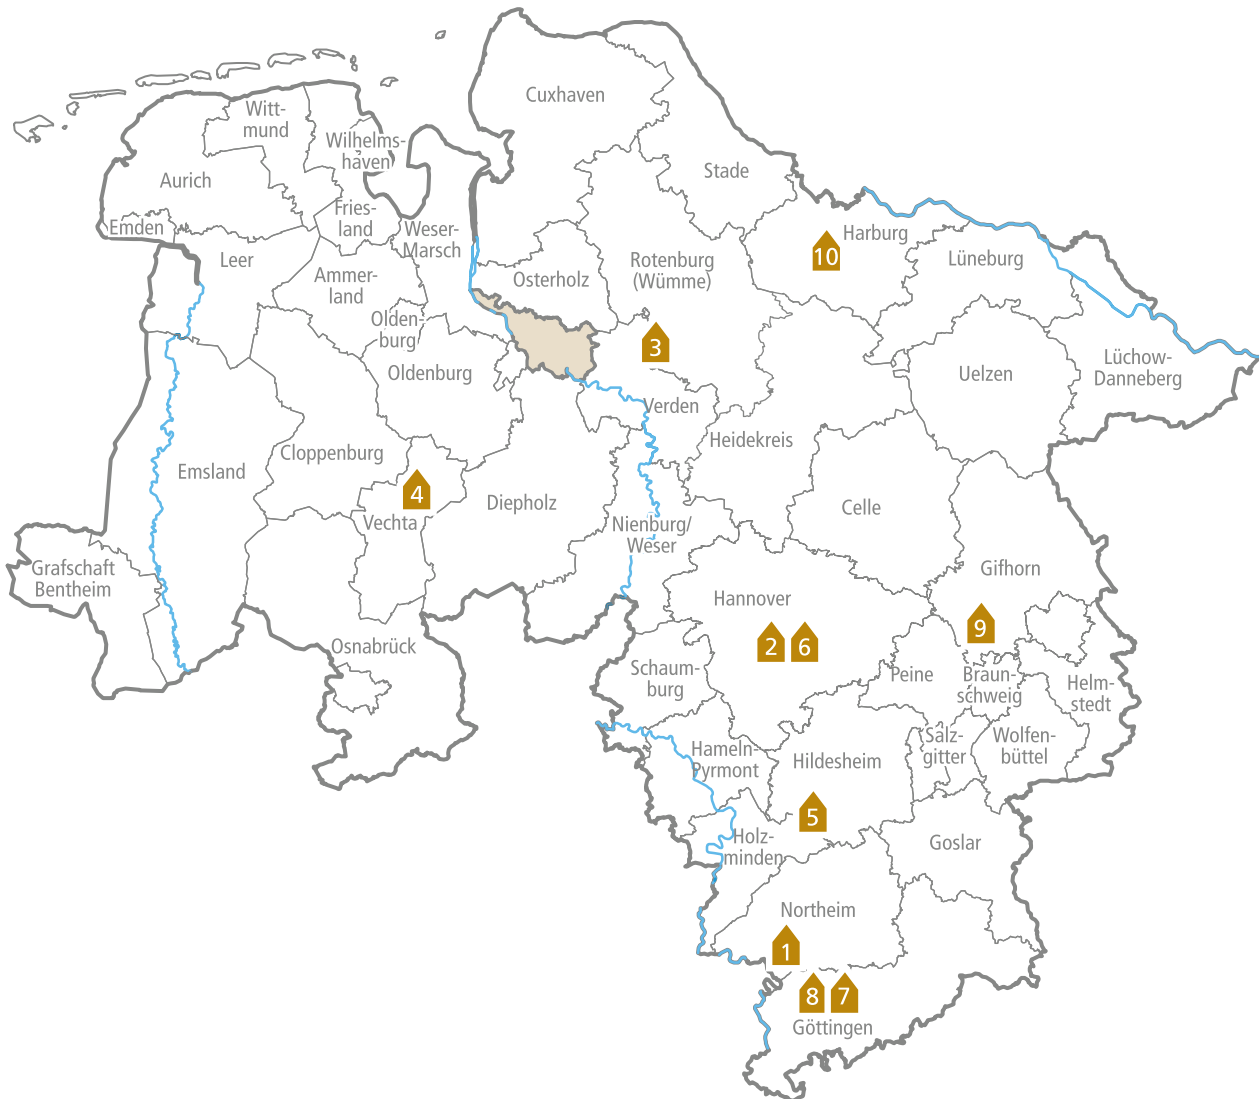 Cuxhaven
Witt-
mund
Wilhelms-
haven
Stade
Aurich
Emden
Fries-
land
Weser-
Marsch
Harburg
10
Leer
Rotenburg
(Wümme)
Lüneburg
Ammer-
land
Osterholz
Olden-
burg
3
Lüchow-
Danneberg
Oldenburg
Uelzen
Verden
Heidekreis
Cloppenburg
Emsland
4
Vechta
Diepholz
Celle
Nienburg/
Weser
Grafschaft
Bentheim
Gifhorn
Hannover
9
2
6
Osnabrück
Schaum-
burg
Peine
Braun-
schweig
Helm-
stedt
Salz-
gitter
Wolfen-
büttel
Hameln-
Pyrmont
Hildesheim
5
Holz-
minden
Goslar
Northeim
1
8
7
Göttingen